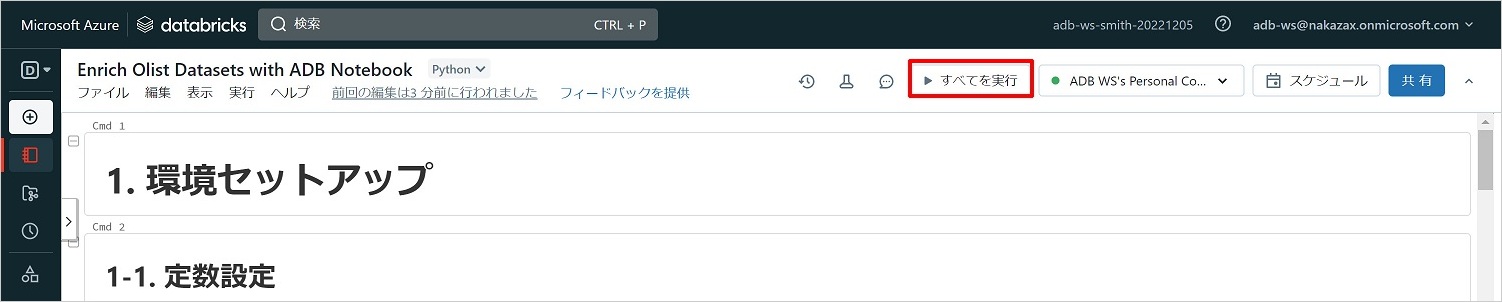 Microsoft Azure databricks 検索 CTRL + P adb-ws-smith-20221205 adb-ws@nakazax.onmicrosoft.com
Enrich Olist Datasets with ADB Notebook Python
ファイル 編集 表示 実行 ヘルプ 前回の編集は3 分前に行われました フィードバックを提供
すべてを実行 ADB WS's Personal Co... スケジュール 共有
Cmd 1
1. 環境セットアップ
Cmd 2
1-1. 定数設定